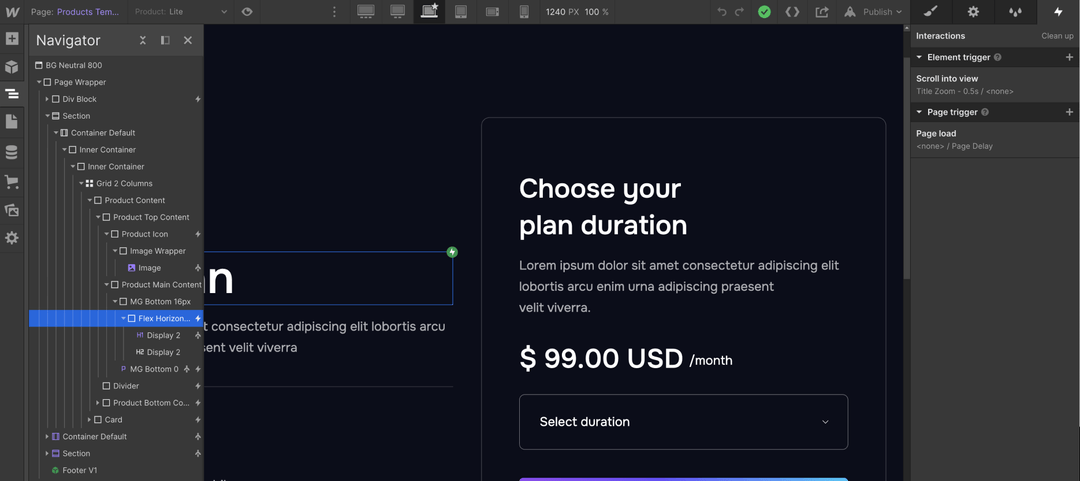 Page: Products Tem...
Product: Lite
1240 PX 100 %
Publish
Navigator
BG Neutral 800
Page Wrapper
Div Block
Section
Container Default
Inner Container
Inner Container
Grid 2 Columns
Product Content
Product Top Content
Product Icon
Image Wrapper
Image
Product Main Content
MG Bottom 16px
Flex Horizon...
H1 Display 2
H2 Display 2
P MG Bottom 0
Divider
Product Bottom Co...
Card
Container Default
Section
Footer V1
n
t consectetur adipiscing elit lobortis arcu
sent velit viverra
Choose your
plan duration
Lorem ipsum dolor sit amet consectetur adipiscing elit
lobortis arcu enim urna adipiscing praesent
velit viverra.
$ 99.00 USD /month
Select duration
Interactions
Clean up
Element trigger
Scroll into view
Title Zoom - 0.5s / <none>
Page trigger
Page load
<none> / Page Delay